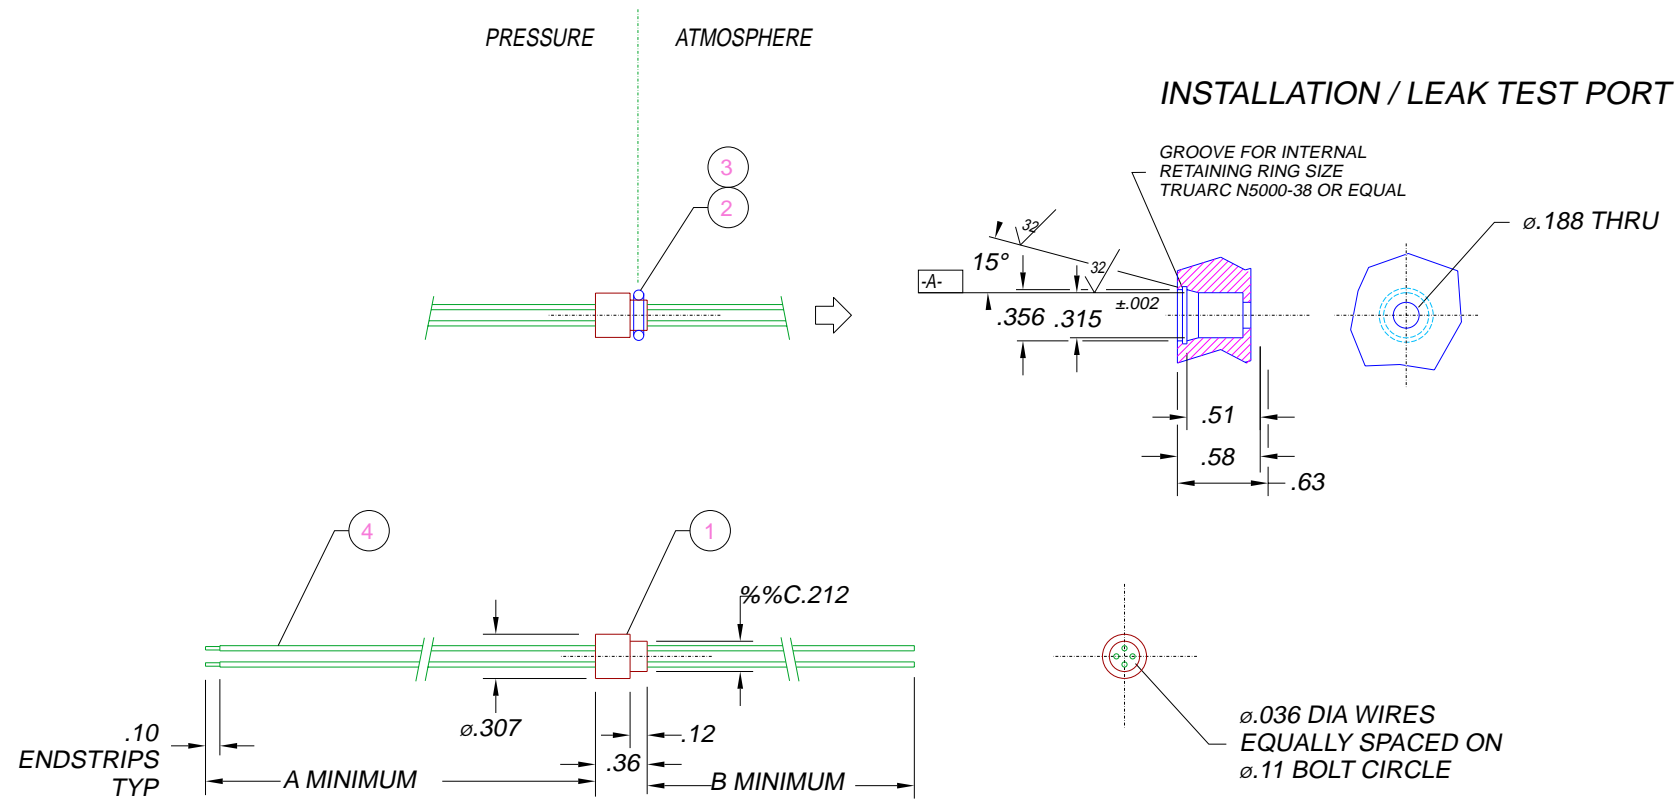 PRESSURE
ATMOSPHERE
INSTALLATION / LEAK TEST PORT
GROOVE FOR INTERNAL
RETAINING RING SIZE
TRUARC N5000-38 OR EQUAL
3
2
ø.188 THRU
32
15°
32
-A-
±.002
.356
.315
.51
.58
.63
4
1
%%C.212
ø.307
.10
ENDSTRIPS
TYP
.12
.36
A MINIMUM
B MINIMUM
ø.036 DIA WIRES
EQUALLY SPACED ON
ø.11 BOLT CIRCLE